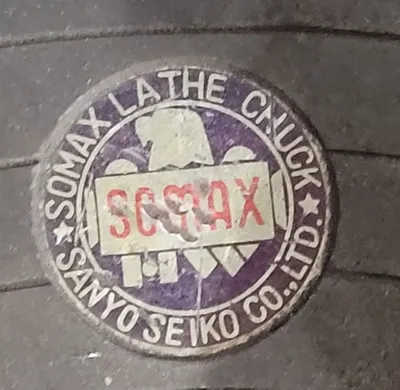 SOMAX LATHE CHUCK
SOMAX
SANYO SEIKO CO.,LTD.